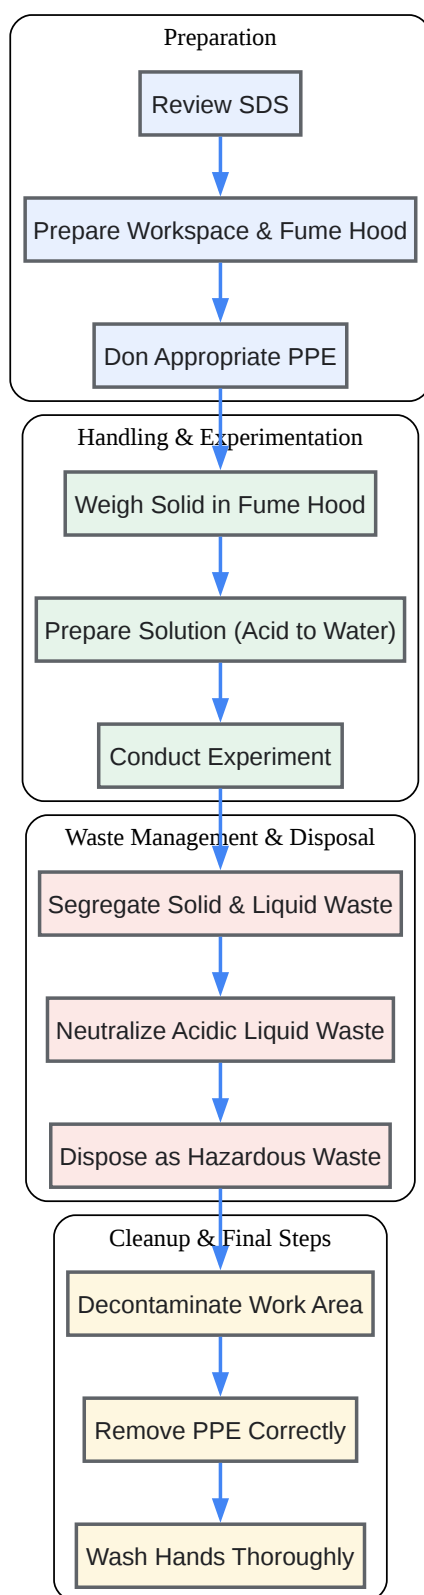 Preparation
Review SDS
Prepare Workspace & Fume Hood
Don Appropriate PPE
Handling & Experimentation
Weigh Solid in Fume Hood
Prepare Solution (Acid to Water)
Conduct Experiment
Waste Management & Disposal
Segregate Solid & Liquid Waste
Neutralize Acidic Liquid Waste
Dispose as Hazardous Waste
Cleanup & Final Steps
Decontaminate Work Area
Remove PPE Correctly
Wash Hands Thoroughly